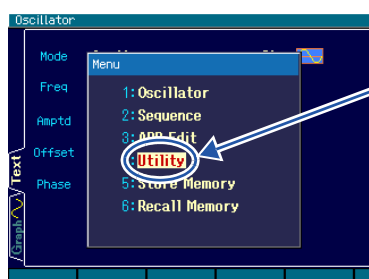 Oscillator
Mode
Menu
Freq
1:Oscillator
2:Sequence
Amptd
3: ARB Edit
Offset
:Utility
Text
Phase
5:Store Memory
6:Recall Memory
Graph